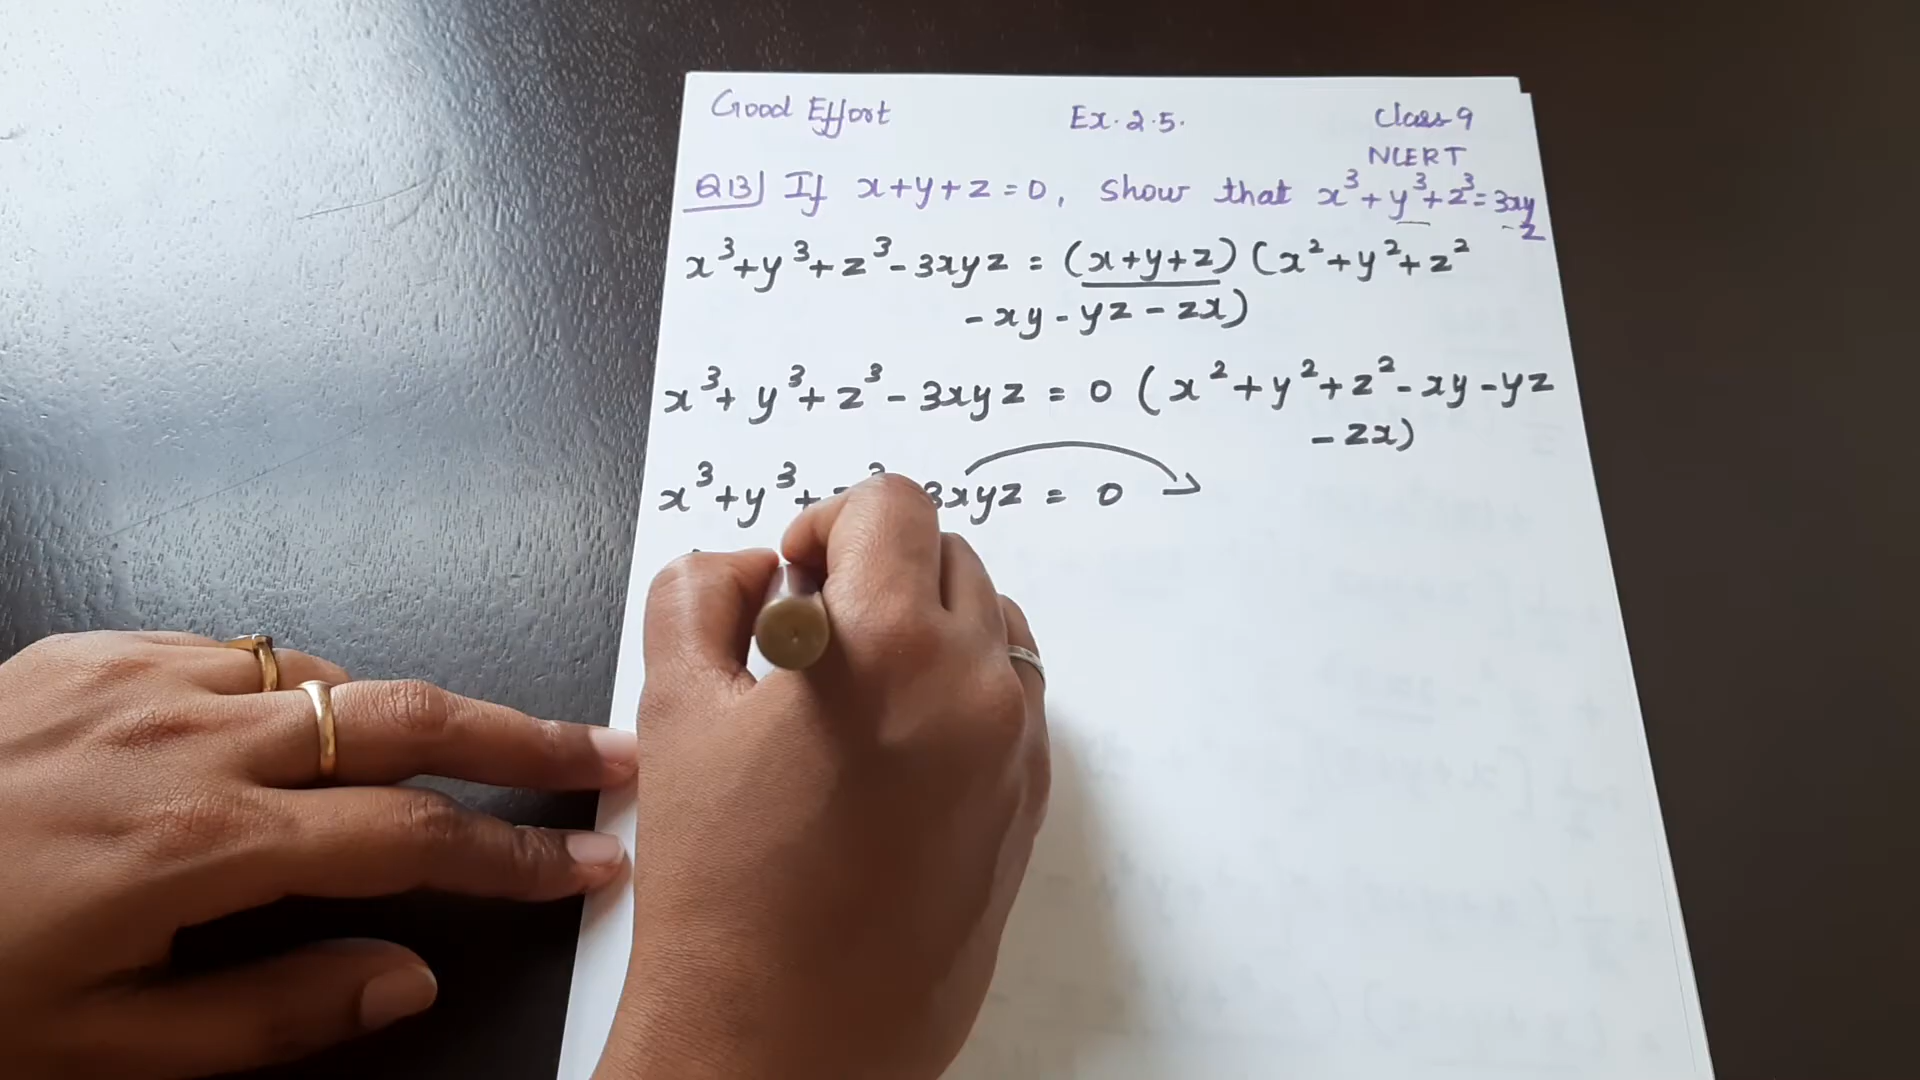 Good Effort Ex. 2.5. Class-9
NCERT
Q13) If x+y+z=0, show that x³+y³+z³=3xy
z
x³+y³+z³-3xyz = (x+y+z) (x²+y²+z²
-xy-yz-zx)
x³+y³+z³-3xyz = 0 (x²+y²+z²-xy-yz
-zx)
x³+y³+ 3xyz = 0